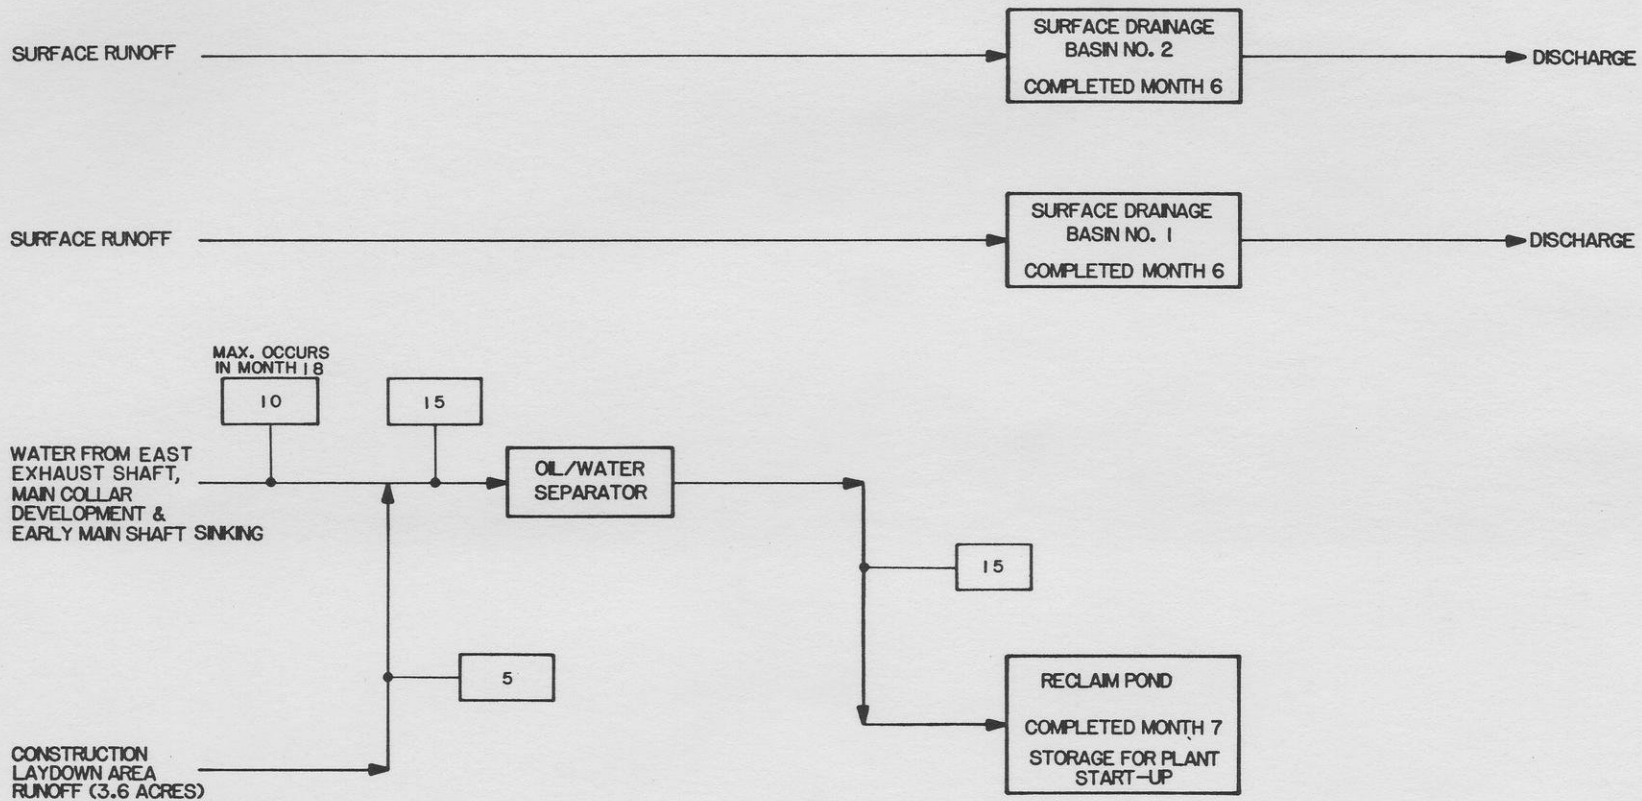 SURFACE RUNOFF
SURFACE DRAINAGE
BASIN NO. 2
COMPLETED MONTH 6
DISCHARGE
SURFACE RUNOFF
SURFACE DRAINAGE
BASIN NO. 1
COMPLETED MONTH 6
DISCHARGE
MAX. OCCURS
IN MONTH 18
10
15
WATER FROM EAST
EXHAUST SHAFT,
MAIN COLLAR
DEVELOPMENT &
EARLY MAIN SHAFT SINKING
OIL/WATER
SEPARATOR
15
5
RECLAIM POND
COMPLETED MONTH 7
STORAGE FOR PLANT
START-UP
CONSTRUCTION
LAYDOWN AREA
RUNOFF (3.6 ACRES)